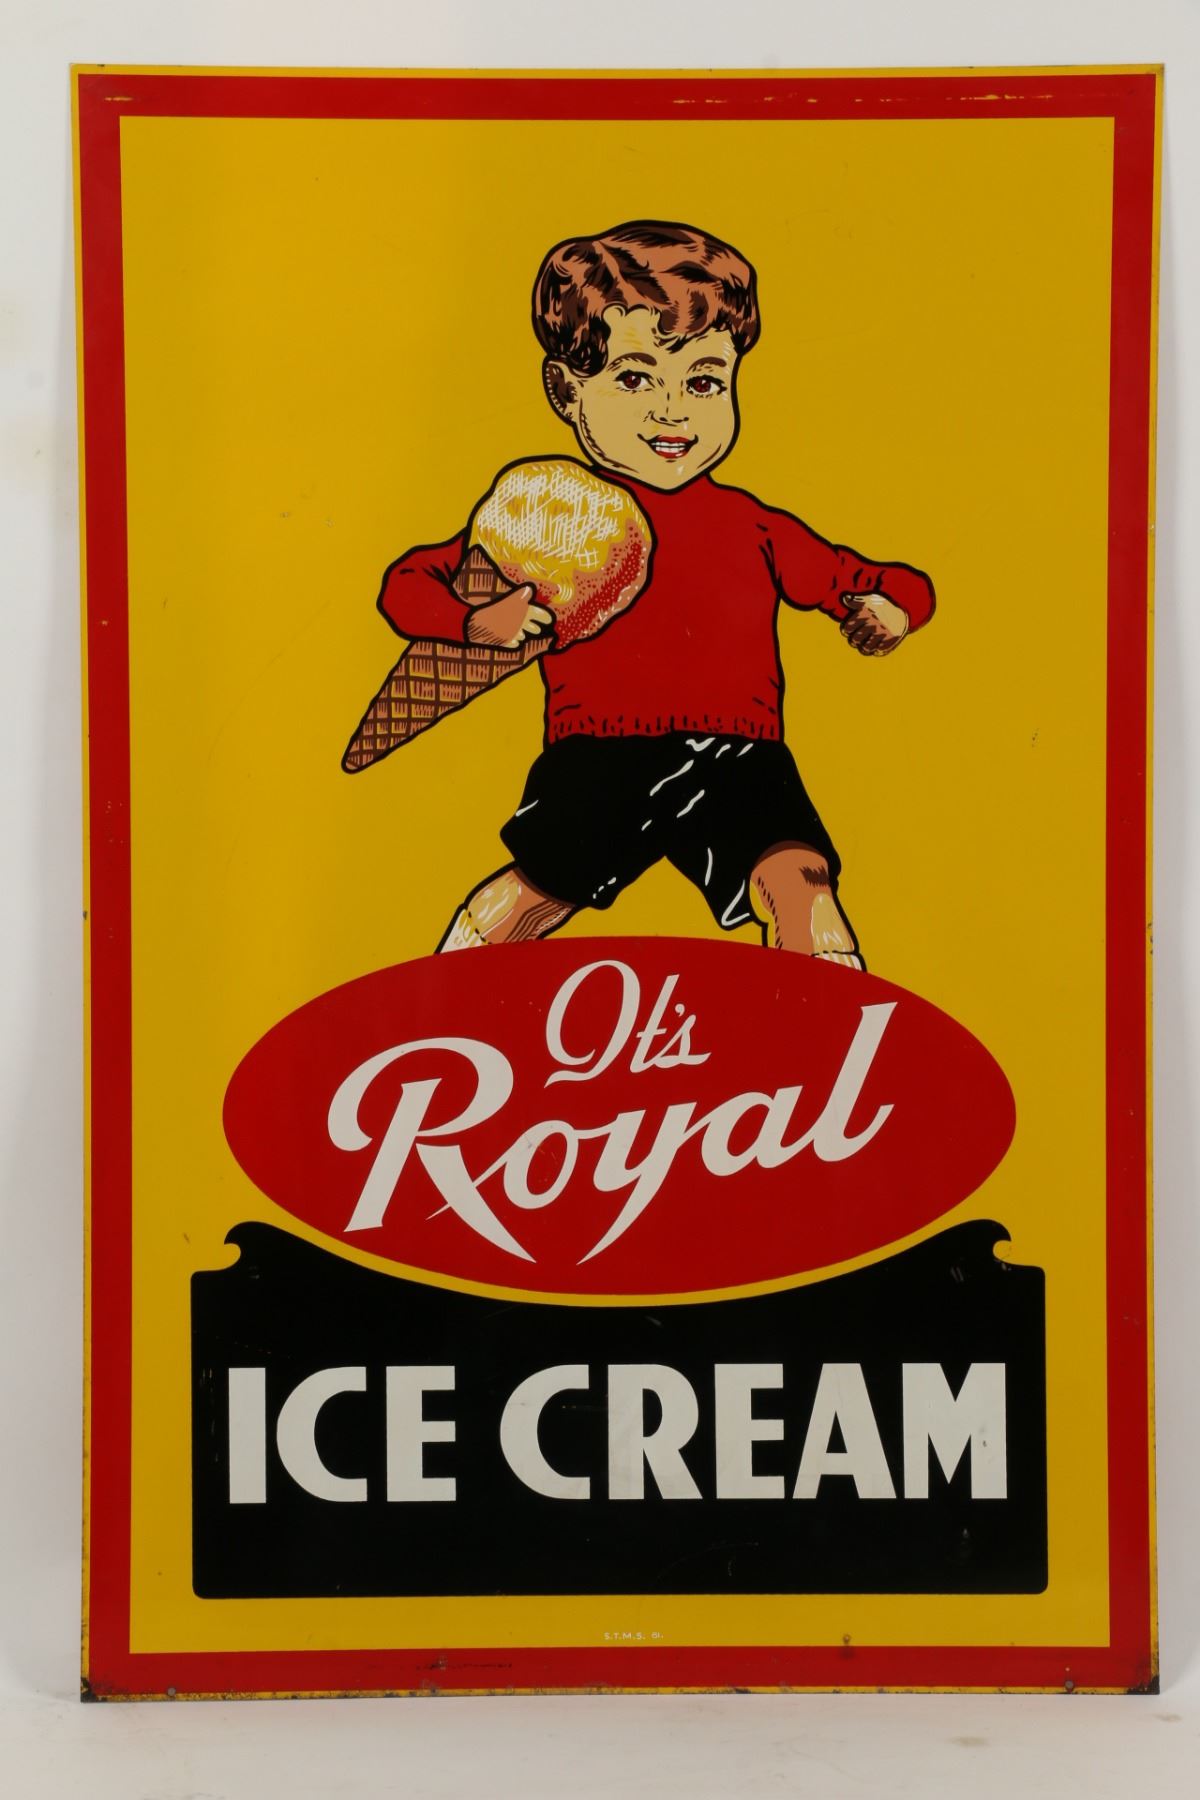 It's
Royal
ICE CREAM
S.T.M.S. 61.